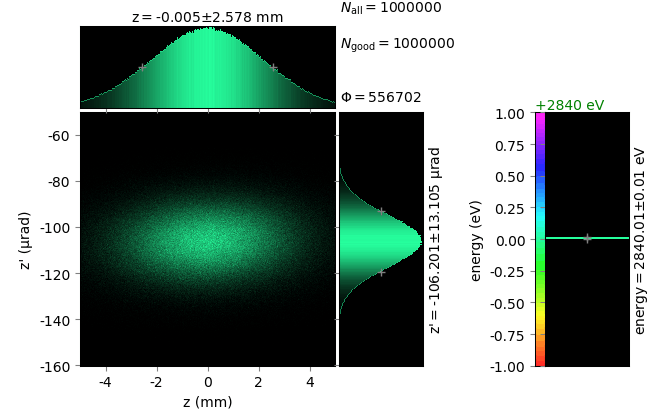 z = -0.005±2.578 mm
N_all = 1000000
N_good = 1000000
Φ = 556702
+2840 eV
-60
-80
-100
-120
-140
-160
z' (μrad)
-4
-2
0
2
4
z (mm)
z' = -106.201±13.105 μrad
1.00
0.75
0.50
0.25
0.00
-0.25
-0.50
-0.75
-1.00
energy (eV)
energy = 2840.01±0.01 eV